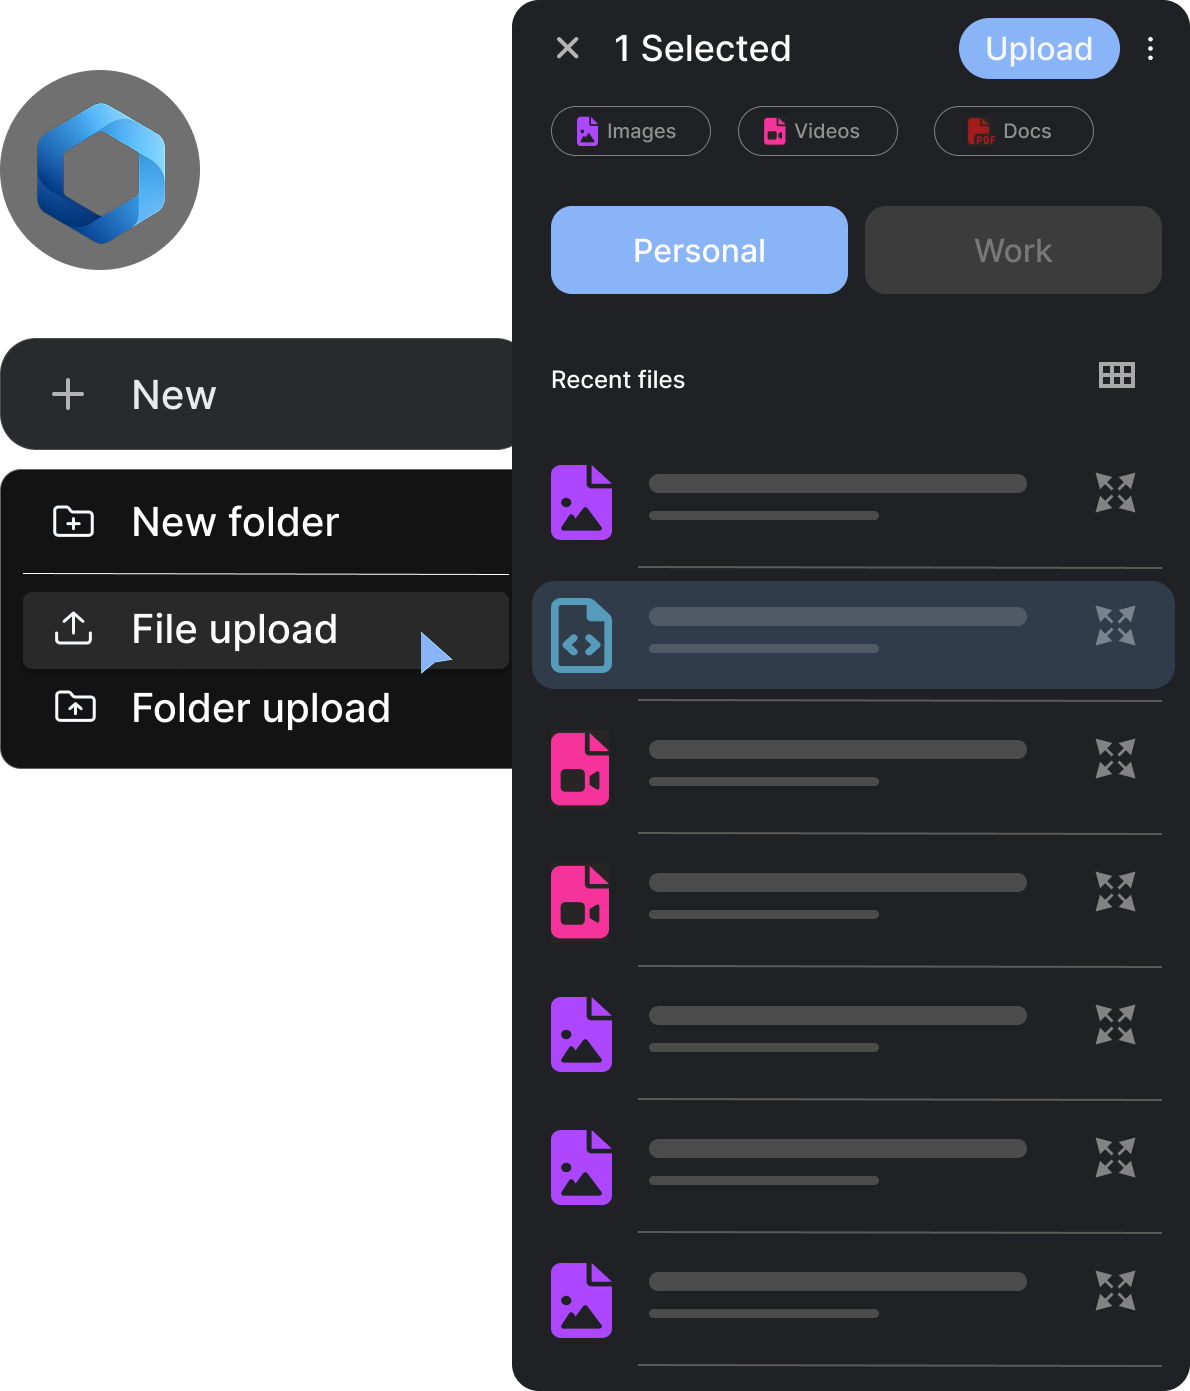 New
New folder
File upload
Folder upload
1 Selected
Upload
Images
Videos
PDF
Docs
Personal
Work
Recent files